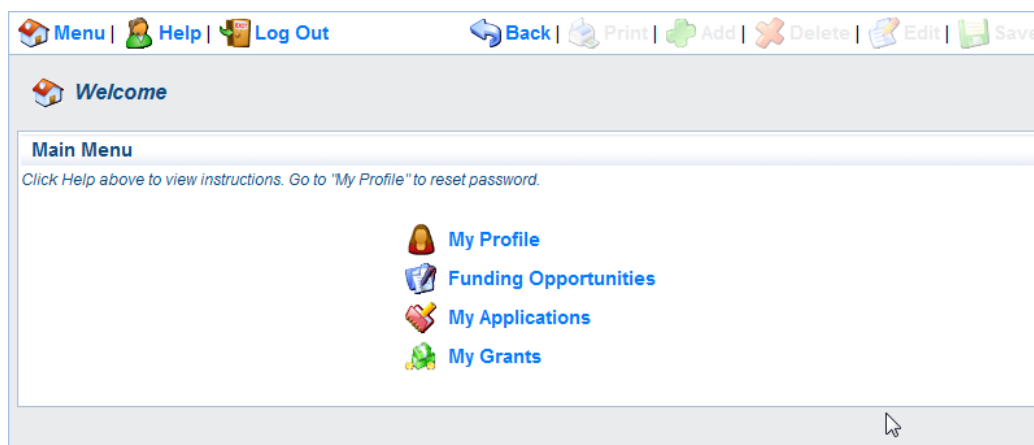 Menu | Help | Log Out Back | Print | Add | Delete | Edit | Save
Welcome
Main Menu
Click Help above to view instructions. Go to "My Profile" to reset password.
My Profile
Funding Opportunities
My Applications
My Grants